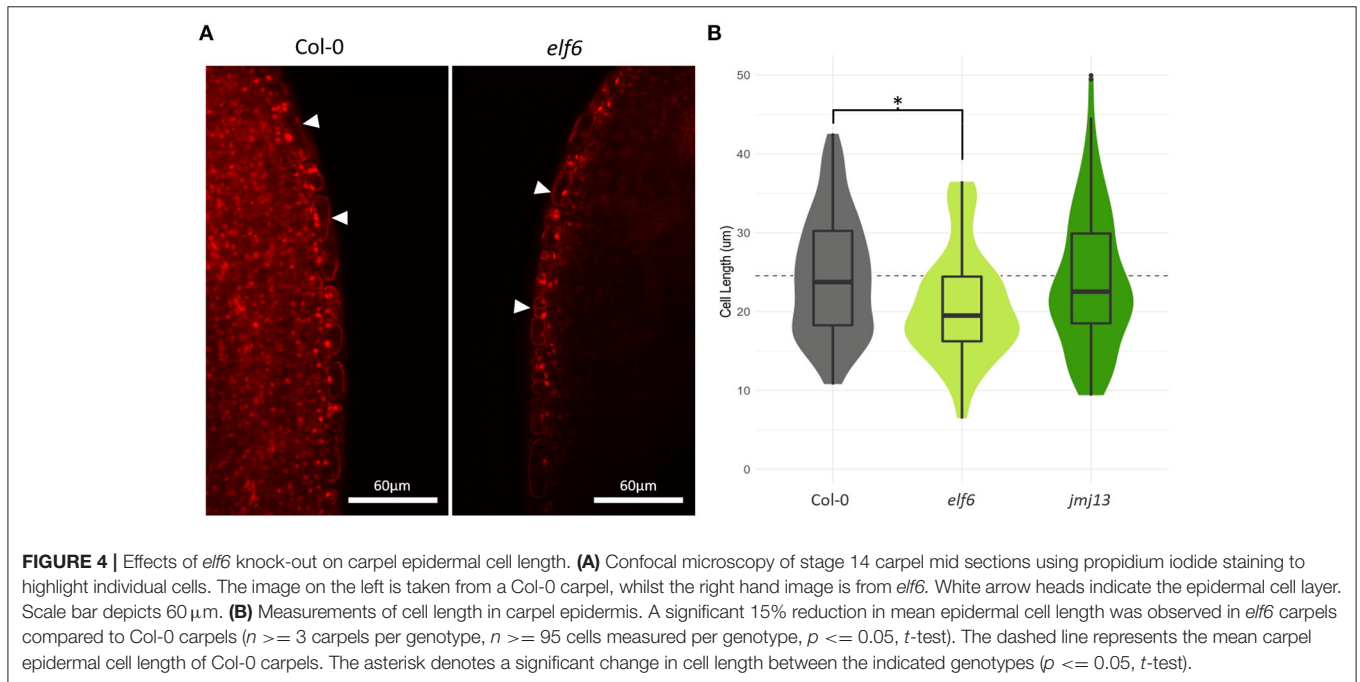 A
Col-0
elf6
60µm
60µm
B
50
40
30
20
10
0
Cell Length (um)
*
Col-0
elf6
jmj13
FIGURE 4 | Effects of elf6 knock-out on carpel epidermal cell length. (A) Confocal microscopy of stage 14 carpel mid sections using propidium iodide staining to
highlight individual cells. The image on the left is taken from a Col-0 carpel, whilst the right hand image is from elf6. White arrow heads indicate the epidermal cell layer.
Scale bar depicts 60 µm. (B) Measurements of cell length in carpel epidermis. A significant 15% reduction in mean epidermal cell length was observed in elf6 carpels
compared to Col-0 carpels (n >= 3 carpels per genotype, n >= 95 cells measured per genotype, p <= 0.05, t-test). The dashed line represents the mean carpel
epidermal cell length of Col-0 carpels. The asterisk denotes a significant change in cell length between the indicated genotypes (p <= 0.05, t-test).